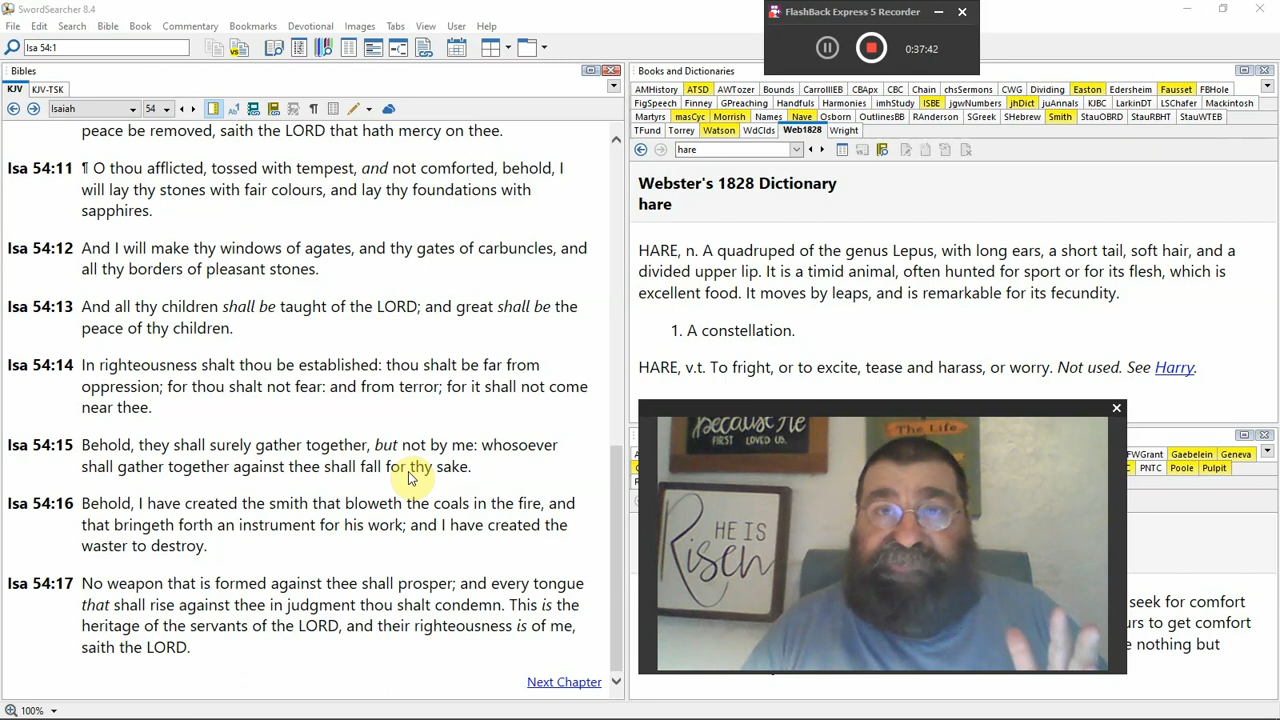 SwordSearcher 8.4
File Edit Search Bible Book Commentary Bookmarks Devotional Images Tabs View User Help
Isa 54:1
FlashBack Express 5 Recorder
0:37:42
Bibles
KJV KJV-TSK
Isaiah 54
peace be removed, saith the LORD that hath mercy on thee.
Isa 54:11 ¶ O thou afflicted, tossed with tempest, and not comforted, behold, I
will lay thy stones with fair colours, and lay thy foundations with
sapphires.
Isa 54:12 And I will make thy windows of agates, and thy gates of carbuncles, and
all thy borders of pleasant stones.
Isa 54:13 And all thy children shall be taught of the LORD; and great shall be the
peace of thy children.
Isa 54:14 In righteousness shalt thou be established: thou shalt be far from
oppression; for thou shalt not fear: and from terror; for it shall not come
near thee.
Isa 54:15 Behold, they shall surely gather together, but not by me: whosoever
shall gather together against thee shall fall for thy sake.
Isa 54:16 Behold, I have created the smith that bloweth the coals in the fire, and
that bringeth forth an instrument for his work; and I have created the
waster to destroy.
Isa 54:17 No weapon that is formed against thee shall prosper; and every tongue
that shall rise against thee in judgment thou shalt condemn. This is the
heritage of the servants of the LORD, and their righteousness is of me,
saith the LORD.
Next Chapter
100%
Books and Dictionaries
AMHistory ATSD AWTozer Bounds CarrollIEB CBApx CBC Chain chsSermons CWG Dividing Easton Edersheim Fausset FBHole
FigSpeech Finney GPreaching Handfuls Harmonies imhStudy ISBE jgwNumbers jhDict juAnnals KJBC LarkinDT LSChafer Mackintosh
Martyrs masCyc Morrish Names Nave Osborn OutlinesBB RAnderson SGreek SHebrew Smith StauOBRD StauRBHT StauWTEB
TFund Torrey Watson WdClds Web1828 Wright
hare
Webster's 1828 Dictionary
hare
HARE, n. A quadruped of the genus Lepus, with long ears, a short tail, soft hair, and a
divided upper lip. It is a timid animal, often hunted for sport or for its flesh, which is
excellent food. It moves by leaps, and is remarkable for its fecundity.
1. A constellation.
HARE, v.t. To fright, or to excite, tease and harass, or worry. Not used. See Harry.
FWGrant Gaebelein Geneva
PNTC Poole Pulpit
because He
FIRST LOVED US.
The Life.
HE IS
Risen
seek for comfort
urs to get comfort
e nothing but